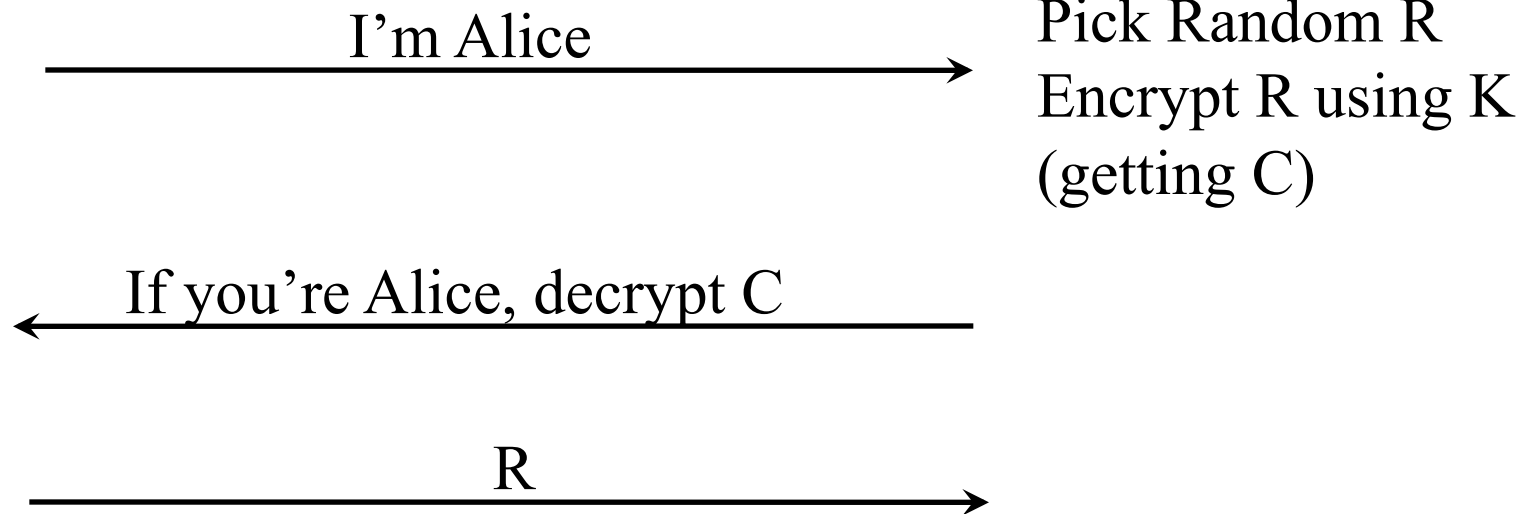 I’m Alice
Pick Random R
Encrypt R using K
(getting C)
If you’re Alice, decrypt C
R